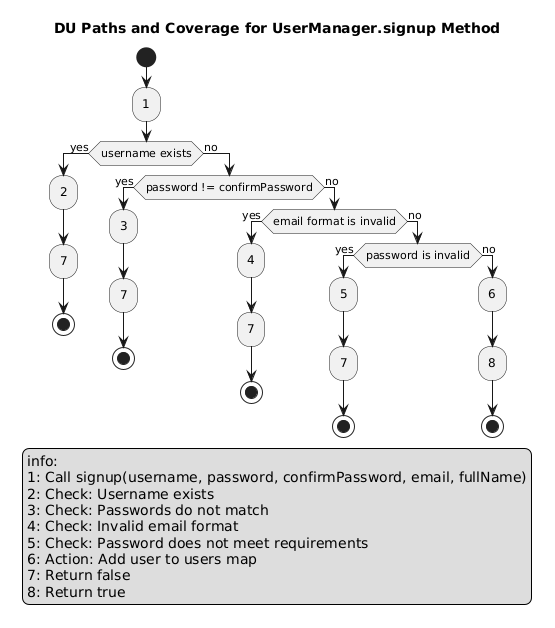 DU Paths and Coverage for UserManager.signup Method
1
yes username exists no
2
yes password != confirmPassword no
3
yes email format is invalid no
4
yes password is invalid no
5 6
7
7
7
7 8
info:
1: Call signup(username, password, confirmPassword, email, fullName)
2: Check: Username exists
3: Check: Passwords do not match
4: Check: Invalid email format
5: Check: Password does not meet requirements
6: Action: Add user to users map
7: Return false
8: Return true